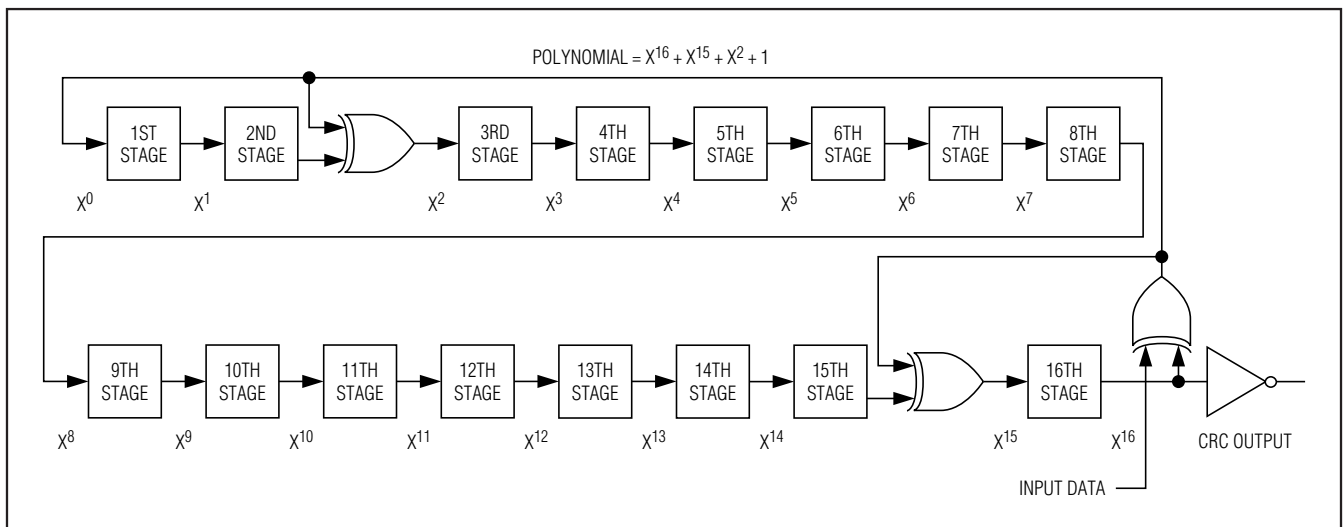 POLYNOMIAL = X¹⁶ + X¹⁵ + X² + 1
1ST STAGE
2ND STAGE
3RD STAGE
4TH STAGE
5TH STAGE
6TH STAGE
7TH STAGE
8TH STAGE
X⁰
X¹
X²
X³
X⁴
X⁵
X⁶
X⁷
9TH STAGE
10TH STAGE
11TH STAGE
12TH STAGE
13TH STAGE
14TH STAGE
15TH STAGE
16TH STAGE
X⁸
X⁹
X¹⁰
X¹¹
X¹²
X¹³
X¹⁴
X¹⁵
X¹⁶
CRC OUTPUT
INPUT DATA